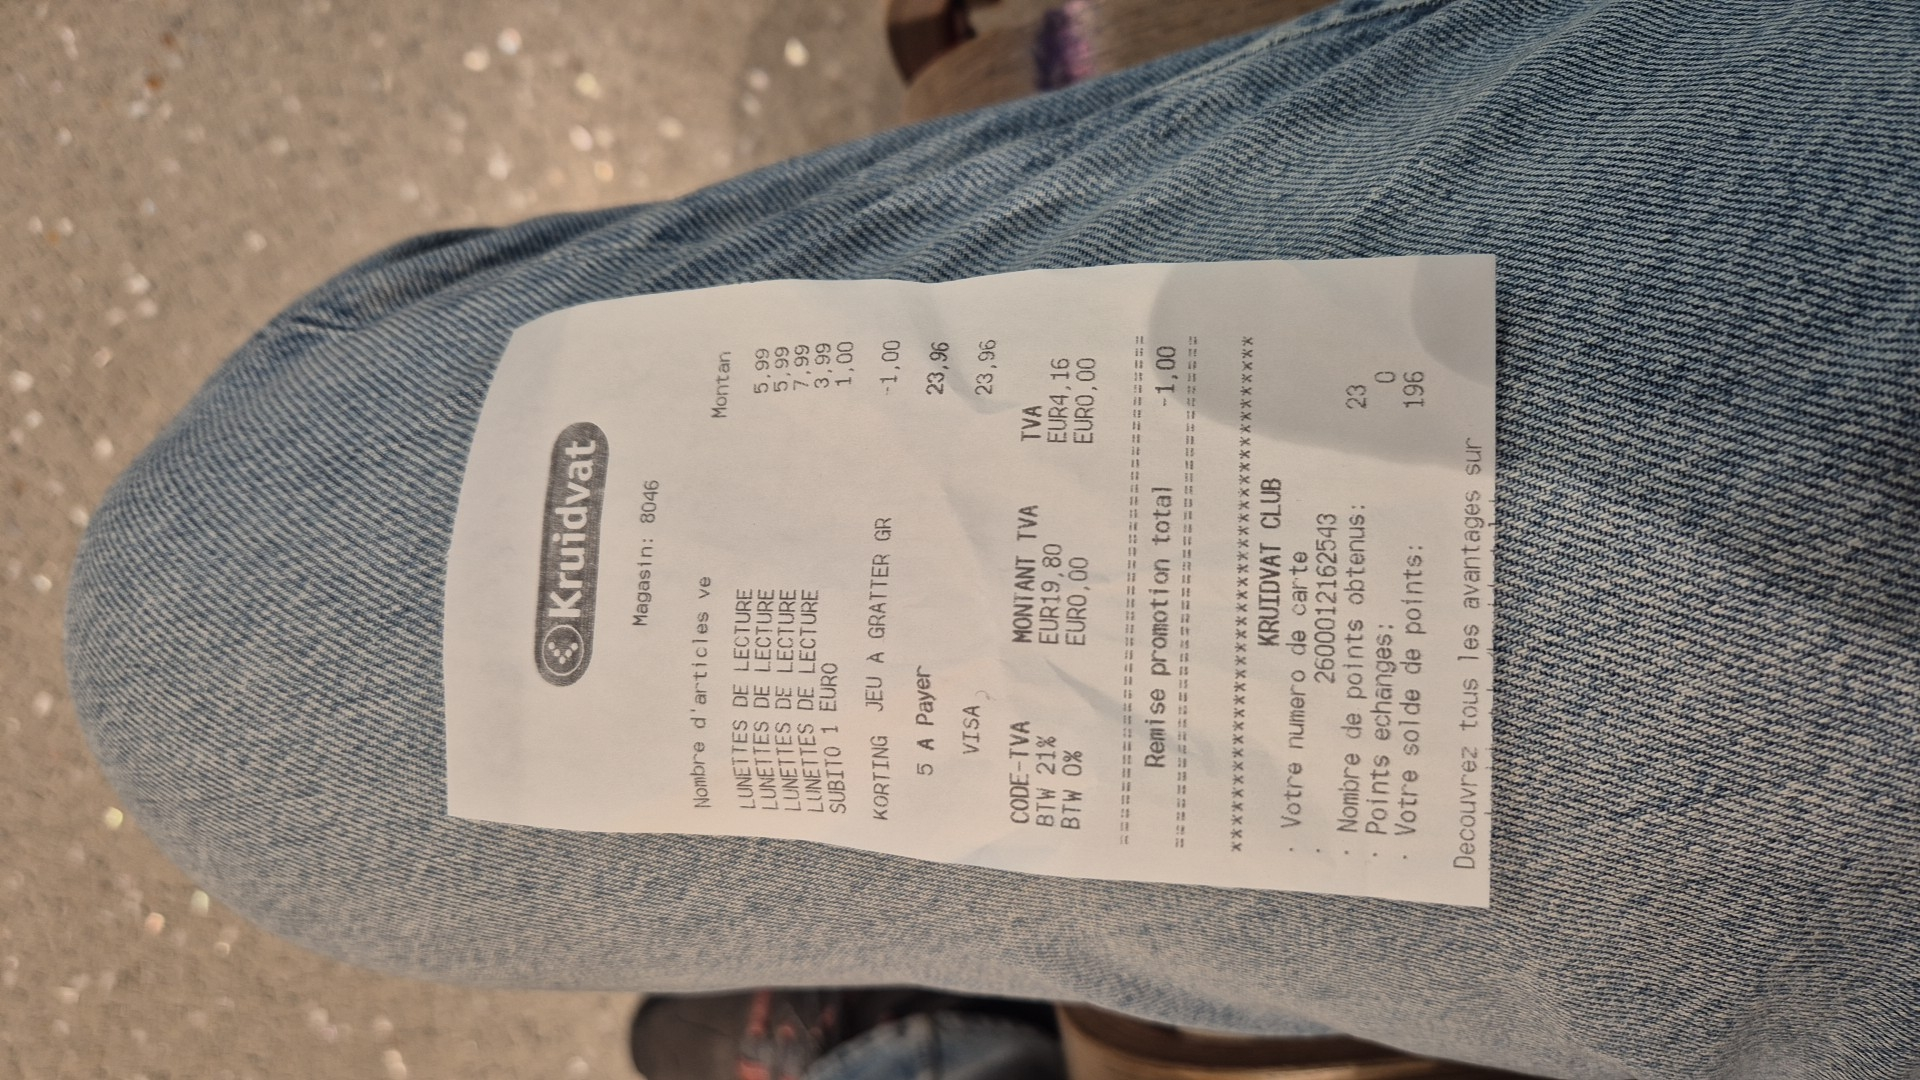 Kruidvat
Magasin: 8046
Nombre d'articles ve Montan
LUNETTES DE LECTURE 5,99
LUNETTES DE LECTURE 5,99
LUNETTES DE LECTURE 7,99
LUNETTES DE LECTURE 3,99
SUBITO 1 EURO 1,00
KORTING JEU A GRATTER GR -1,00
5 A Payer 23,96
VISA 23,96
CODE-TVA MONTANT TVA TVA
BTW 21% EUR19,80 EUR4,16
BTW 0% EUR0,00 EUR0,00
Remise promotion total -1,00
KRUIDVAT CLUB
· Votre numero de carte
· 2600012162543
· Nombre de points obtenus: 23
· Points echanges: 0
· Votre solde de points: 196
Decouvrez tous les avantages sur